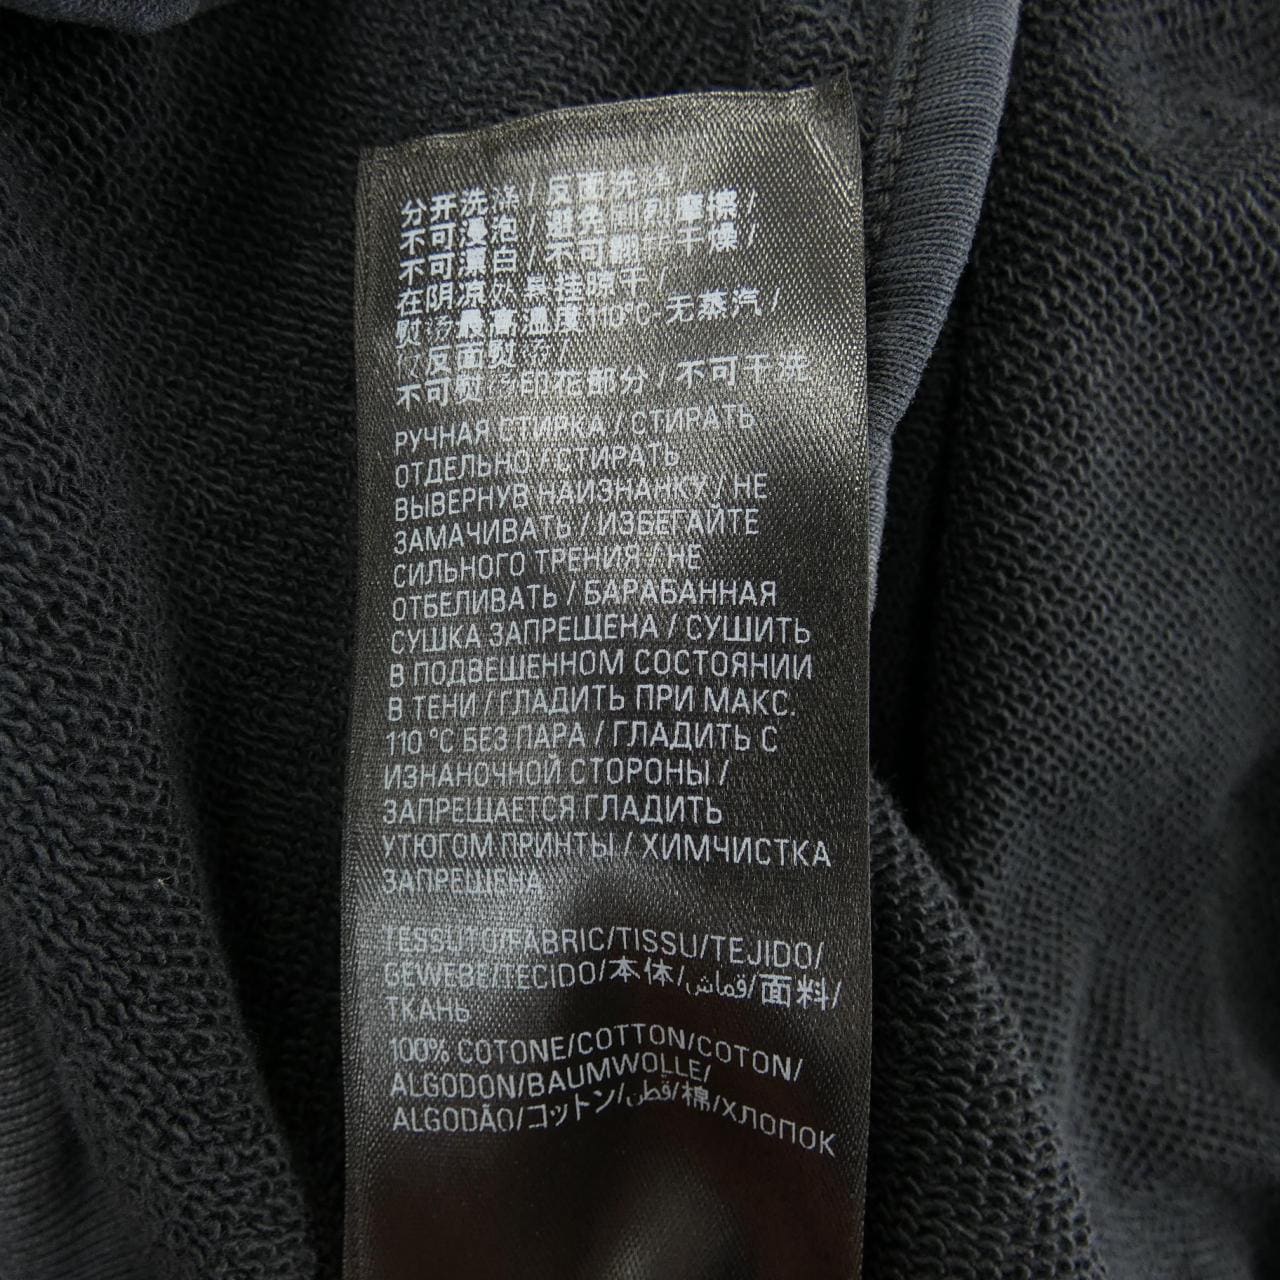 分开洗涤 / 反面洗涤 /
不可浸泡 / 避免剧烈摩擦 /
不可漂白 / 不可翻转干燥 /
在阴凉处悬挂晾干 /
熨烫最高温度110°C-无蒸汽 /
仅反面熨烫 /
不可熨烫印花部分 / 不可干洗
РУЧНАЯ СТИРКА / СТИРАТЬ
ОТДЕЛЬНО / СТИРАТЬ
ВЫВЕРНУВ НАИЗНАНКУ / НЕ
ЗАМАЧИВАТЬ / ИЗБЕГАЙТЕ
СИЛЬНОГО ТРЕНИЯ / НЕ
ОТБЕЛИВАТЬ / БАРАБАННАЯ
СУШКА ЗАПРЕЩЕНА / СУШИТЬ
В ПОДВЕШЕННОМ СОСТОЯНИИ
В ТЕНИ / ГЛАДИТЬ ПРИ МАКС.
110 °C БЕЗ ПАРА / ГЛАДИТЬ С
ИЗНАНОЧНОЙ СТОРОНЫ /
ЗАПРЕЩАЕТСЯ ГЛАДИТЬ
УТЮГОМ ПРИНТЫ / ХИМЧИСТКА
ЗАПРЕЩЕНА
TESSUTO/FABRIC/TISSU/TEJIDO/
GEWEBE/TECIDO/本体/قماش/面料/
ТКАНЬ
100% COTONE/COTTON/COTON/
ALGODON/BAUMWOLLE/
ALGODÃO/コットン/قطن/棉/ХЛОПОК